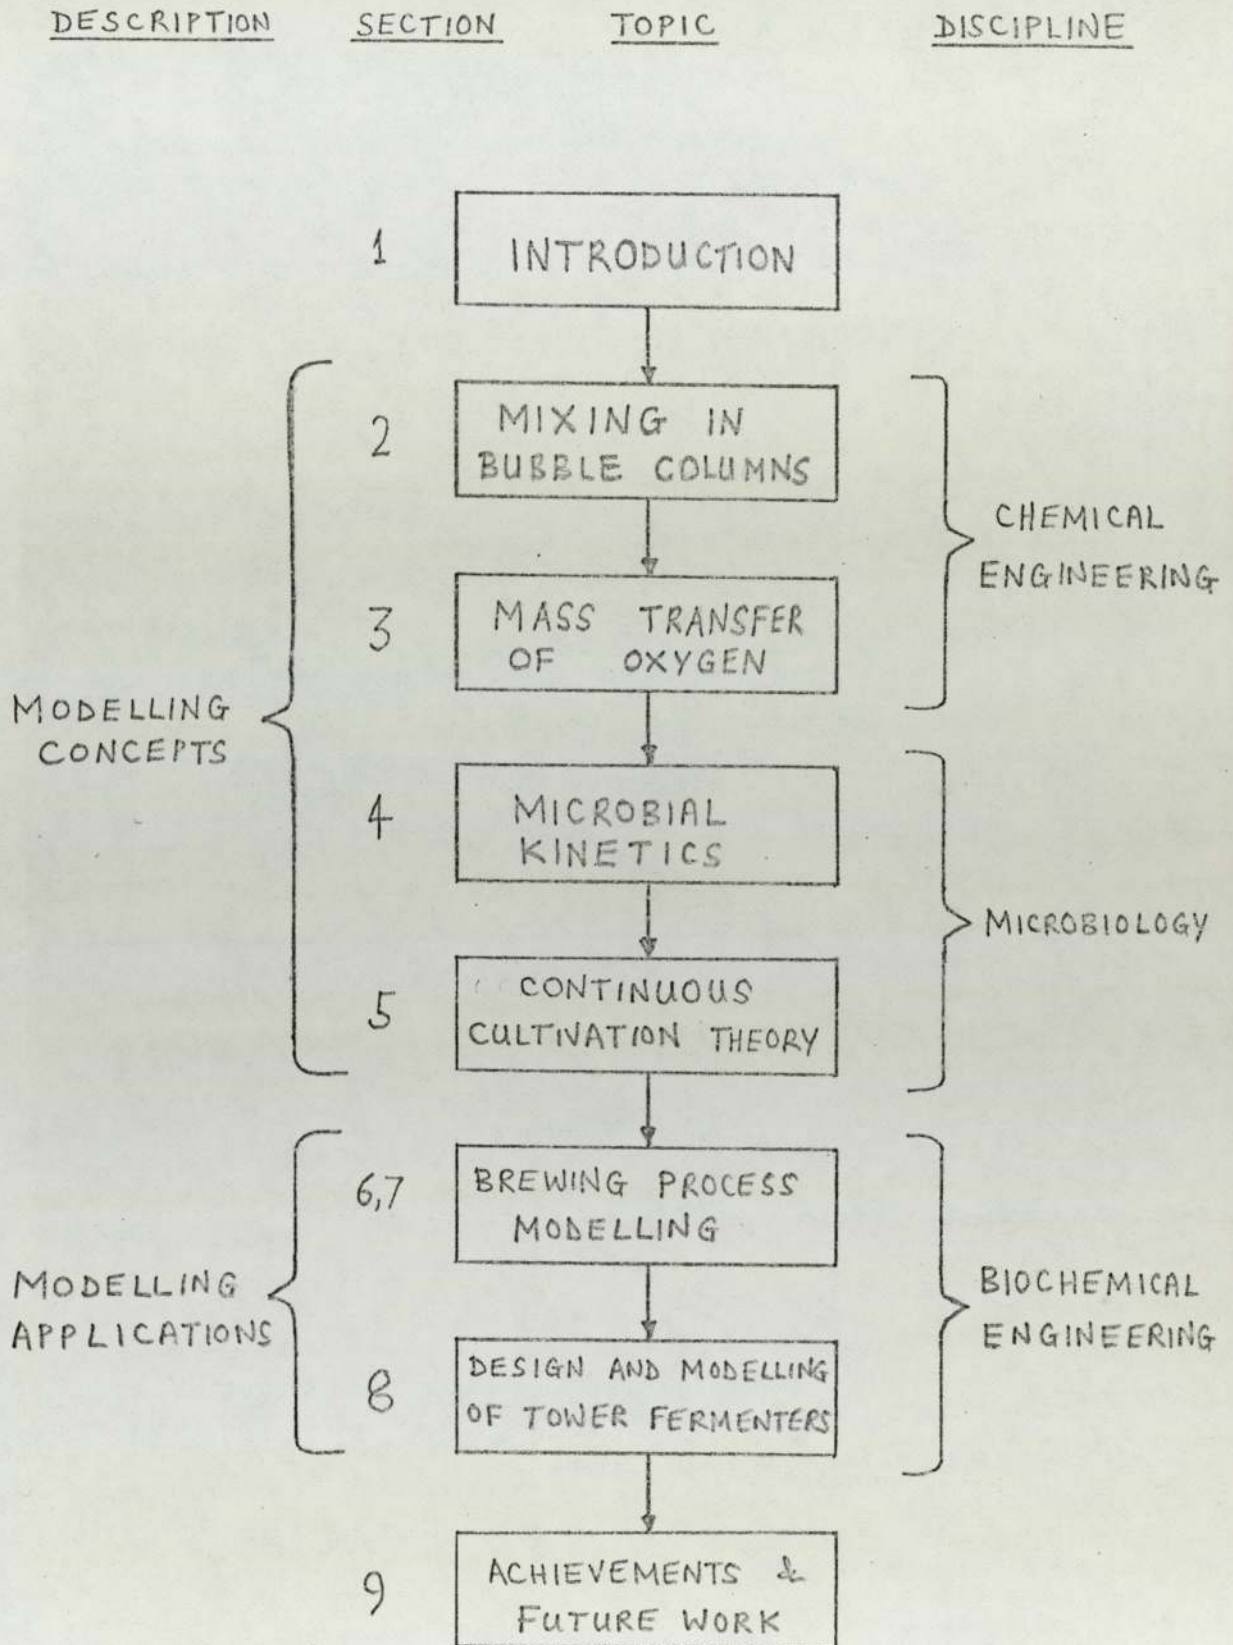 DESCRIPTION SECTION TOPIC DISCIPLINE
1 INTRODUCTION
2 MIXING IN
BUBBLE COLUMNS
CHEMICAL
ENGINEERING
3 MASS TRANSFER
OF OXYGEN
MODELLING
CONCEPTS
4 MICROBIAL
KINETICS
MICROBIOLOGY
5 CONTINUOUS
CULTIVATION THEORY
6,7 BREWING PROCESS
MODELLING
MODELLING
APPLICATIONS
BIOCHEMICAL
ENGINEERING
8 DESIGN AND MODELLING
OF TOWER FERMENTERS
9 ACHIEVEMENTS &
FUTURE WORK